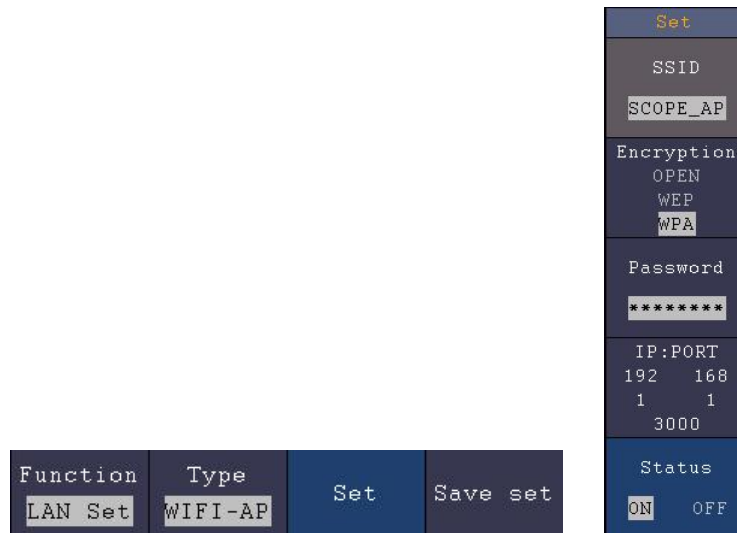 Set
SSID
SCOPE_AP
Encryption
OPEN
WEP
WPA
Password
********
IP:PORT
192 168
1 1
3000
Status
ON OFF
Function Type Set Save set
LAN Set WIFI-AP